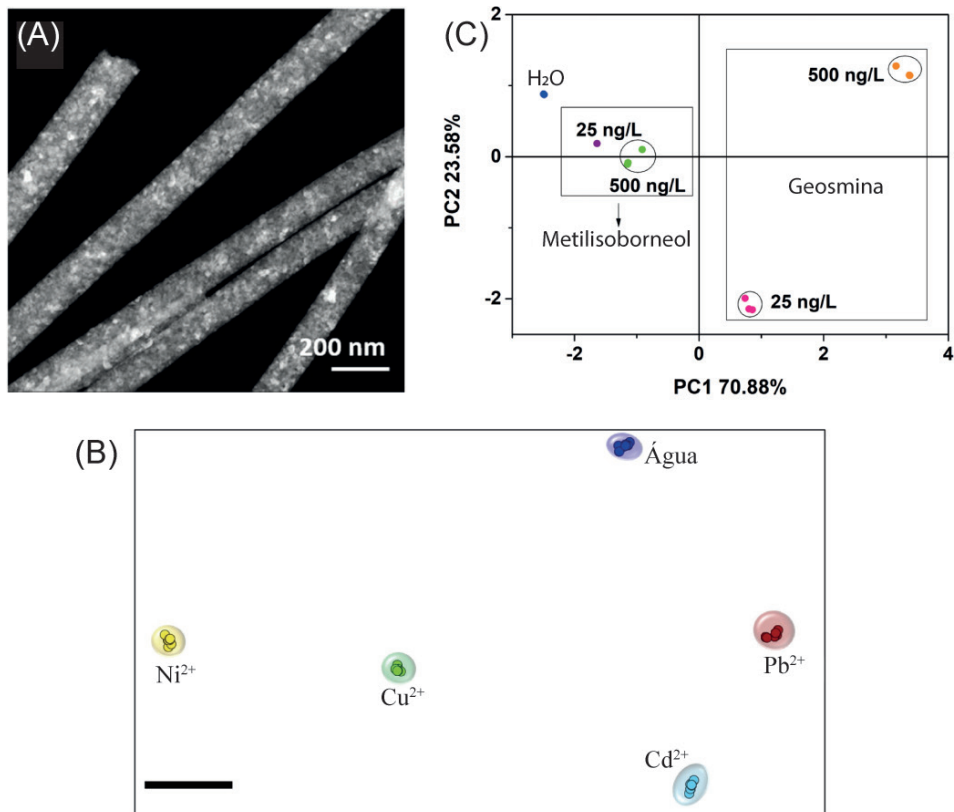 (A)
200 nm
(C)
PC2 23.58%
2
0
-2
H₂O
25 ng/L
500 ng/L
Metilisoborneol
500 ng/L
Geosmina
25 ng/L
-2
0
2
4
PC1 70.88%
(B)
Água
Ni²⁺
Cu²⁺
Pb²⁺
Cd²⁺